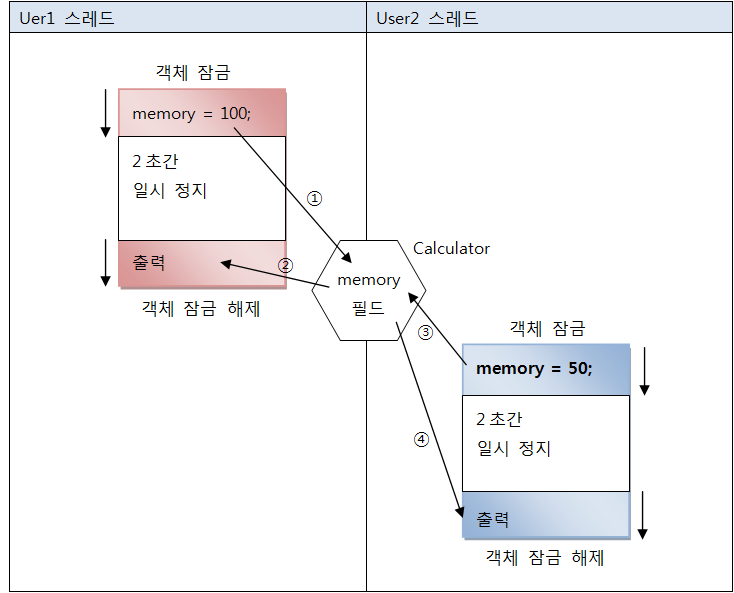 Uer1 스레드
User2 스레드
객체 잠금
memory = 100;
2초간
일시 정지
①
②
출력
객체 잠금 해제
Calculator
memory
필드
③
객체 잠금
memory = 50;
2초간
일시 정지
④
출력
객체 잠금 해제